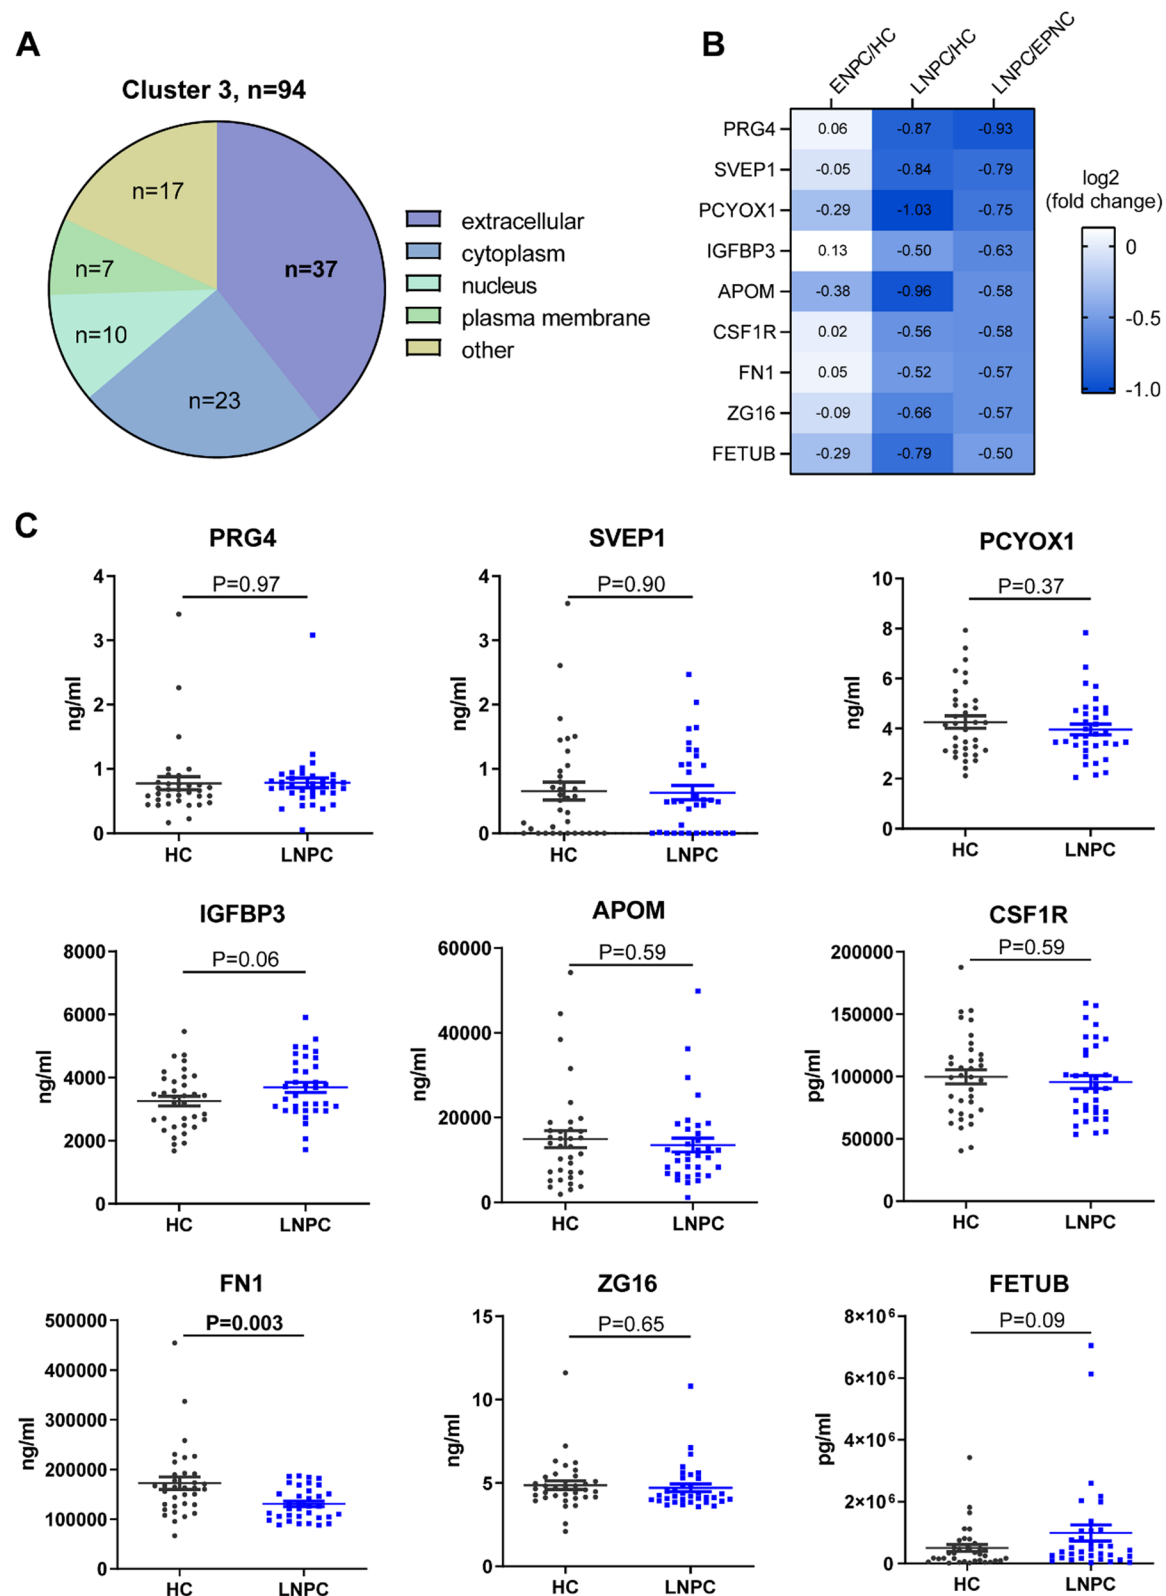 A
Cluster 3, n=94
n=17
n=37
n=7
n=10
n=23
extracellular
cytoplasm
nucleus
plasma membrane
other
B
ENPC/HC
LNPC/HC
LNPC/EPNC
PRG4 0.06 -0.87 -0.93
SVEP1 -0.05 -0.84 -0.79
PCYOX1 -0.29 -1.03 -0.75
IGFBP3 0.13 -0.50 -0.63
APOM -0.38 -0.96 -0.58
CSF1R 0.02 -0.56 -0.58
FN1 0.05 -0.52 -0.57
ZG16 -0.09 -0.66 -0.57
FETUB -0.29 -0.79 -0.50
log2
(fold change)
0
-0.5
-1.0
C
PRG4
P=0.97
4
3
2
1
0
ng/ml
HC LNPC
SVEP1
P=0.90
4
3
2
1
0
ng/ml
HC LNPC
PCYOX1
P=0.37
10
8
6
4
2
0
ng/ml
HC LNPC
IGFBP3
P=0.06
8000
6000
4000
2000
0
ng/ml
HC LNPC
APOM
P=0.59
60000
40000
20000
0
ng/ml
HC LNPC
CSF1R
P=0.59
200000
150000
100000
50000
0
pg/ml
HC LNPC
FN1
P=0.003
500000
400000
300000
200000
100000
0
ng/ml
HC LNPC
ZG16
P=0.65
15
10
5
0
ng/ml
HC LNPC
FETUB
P=0.09
8×10⁶
6×10⁶
4×10⁶
2×10⁶
0
pg/ml
HC LNPC